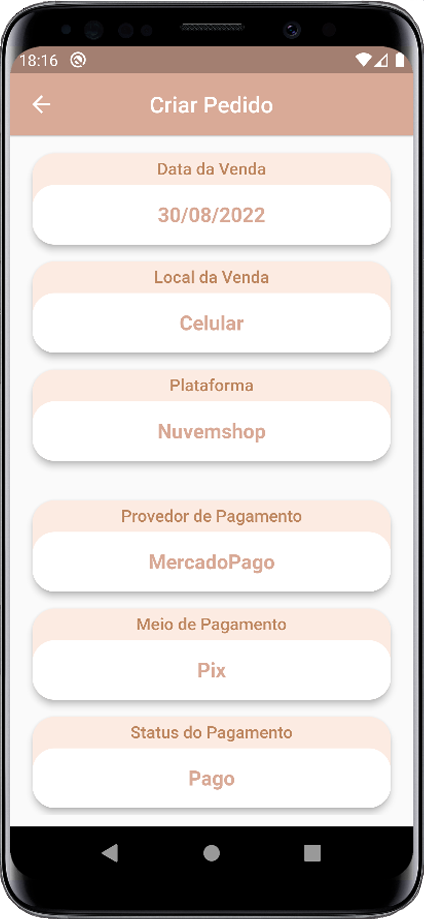 18:16
Criar Pedido
Data da Venda
30/08/2022
Local da Venda
Celular
Plataforma
Nuvemshop
Provedor de Pagamento
MercadoPago
Meio de Pagamento
Pix
Status do Pagamento
Pago